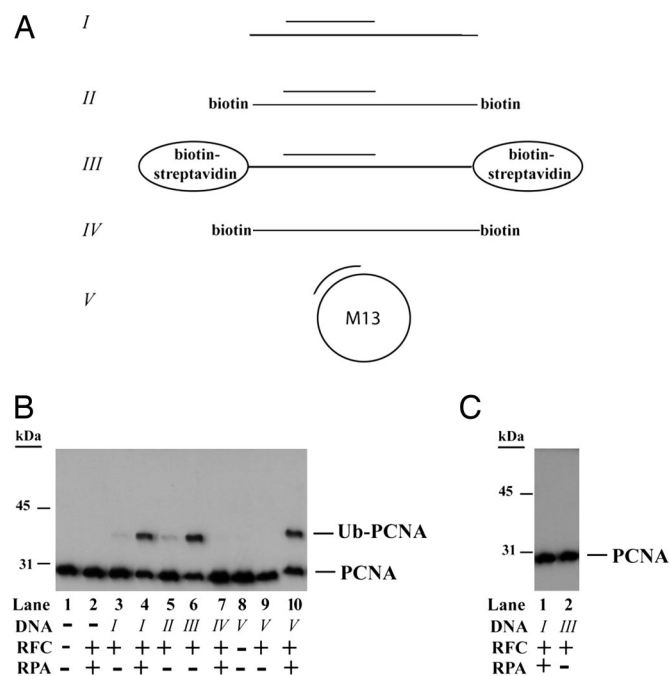 A
I
II
biotin biotin
III
biotin-
streptavidin
biotin-
streptavidin
IV
biotin biotin
V
M13
B
kDa
45
31
Ub-PCNA
PCNA
Lane 1 2 3 4 5 6 7 8 9 10
DNA – – I I II III IV V V V
RFC – + + + + + + – + +
RPA – + – + – – + – – +
C
kDa
45
31
PCNA
Lane 1 2
DNA I III
RFC + +
RPA + –